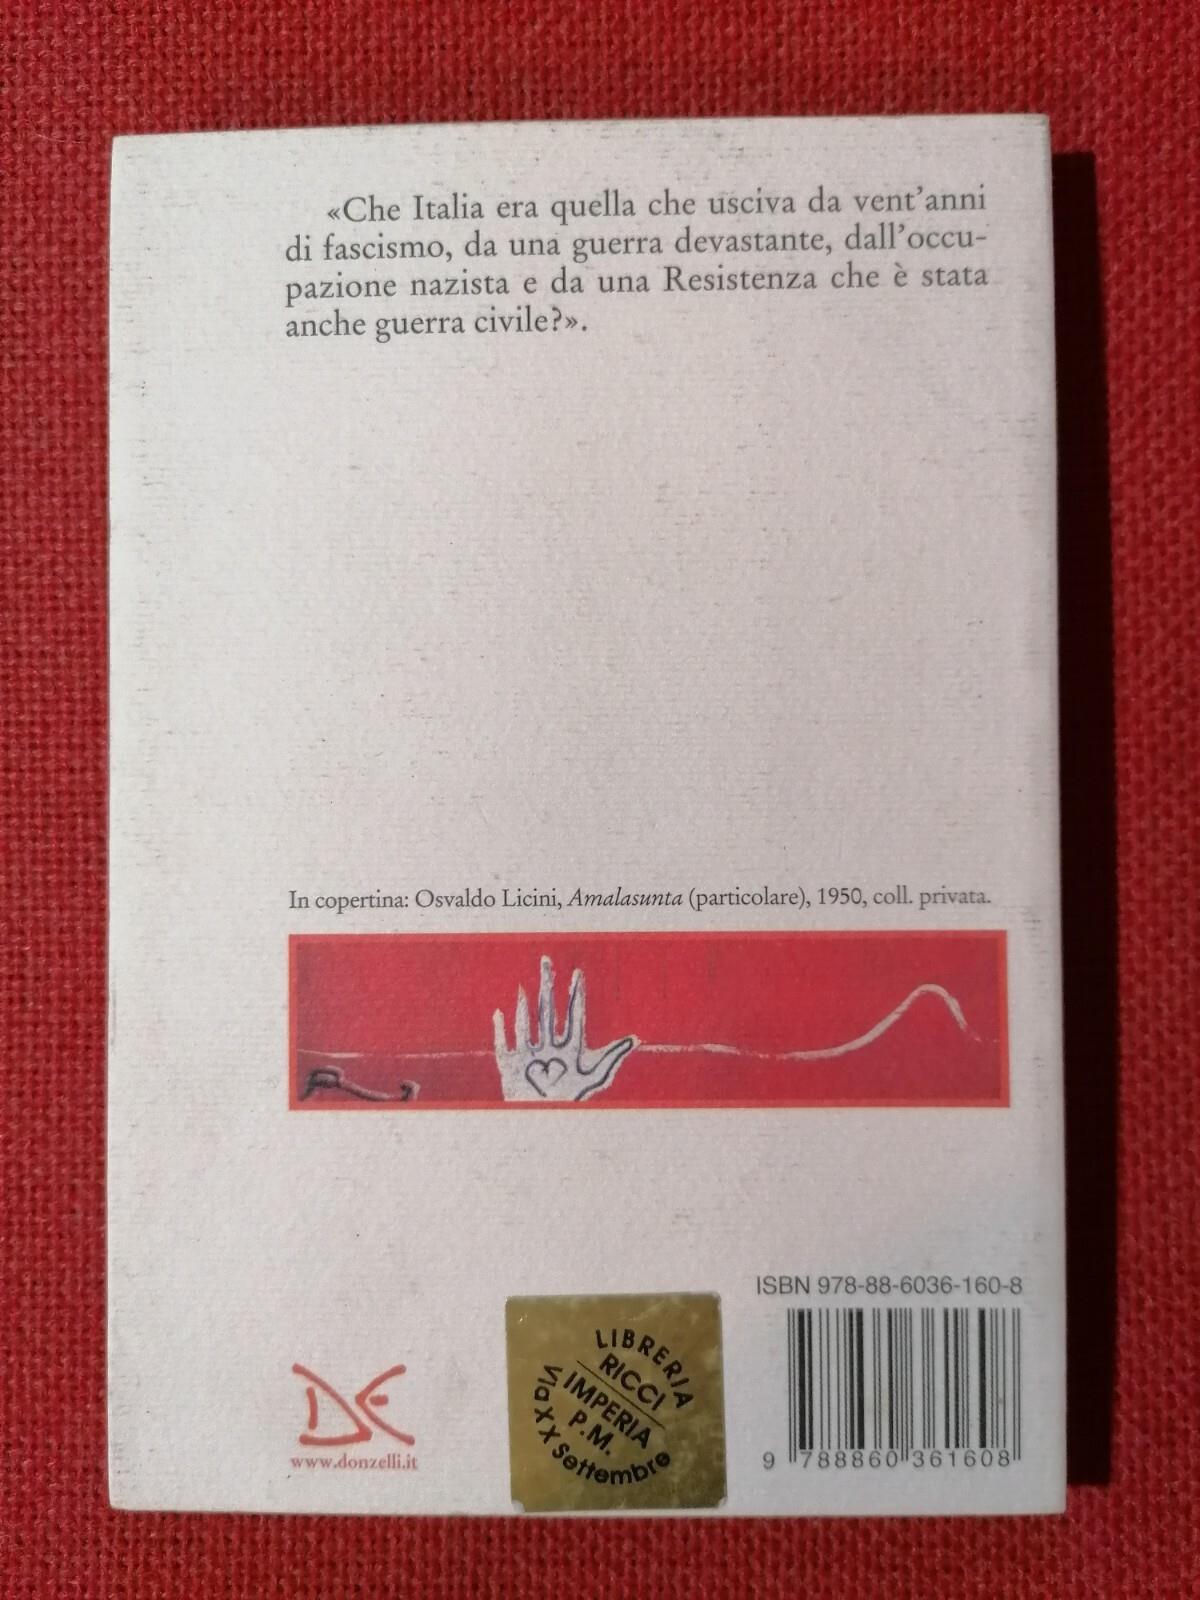 «Che Italia era quella che usciva da vent'anni
di fascismo, da una guerra devastante, dall'occu-
pazione nazista e da una Resistenza che è stata
anche guerra civile?».
In copertina: Osvaldo Licini, Amalasunta (particolare), 1950, coll. privata.
ISBN 978-88-6036-160-8
9 788860 361608
LIBRERIA
RICCI
IMPERIA
P.M.
Via XX Settembre
DE
www.donzelli.it